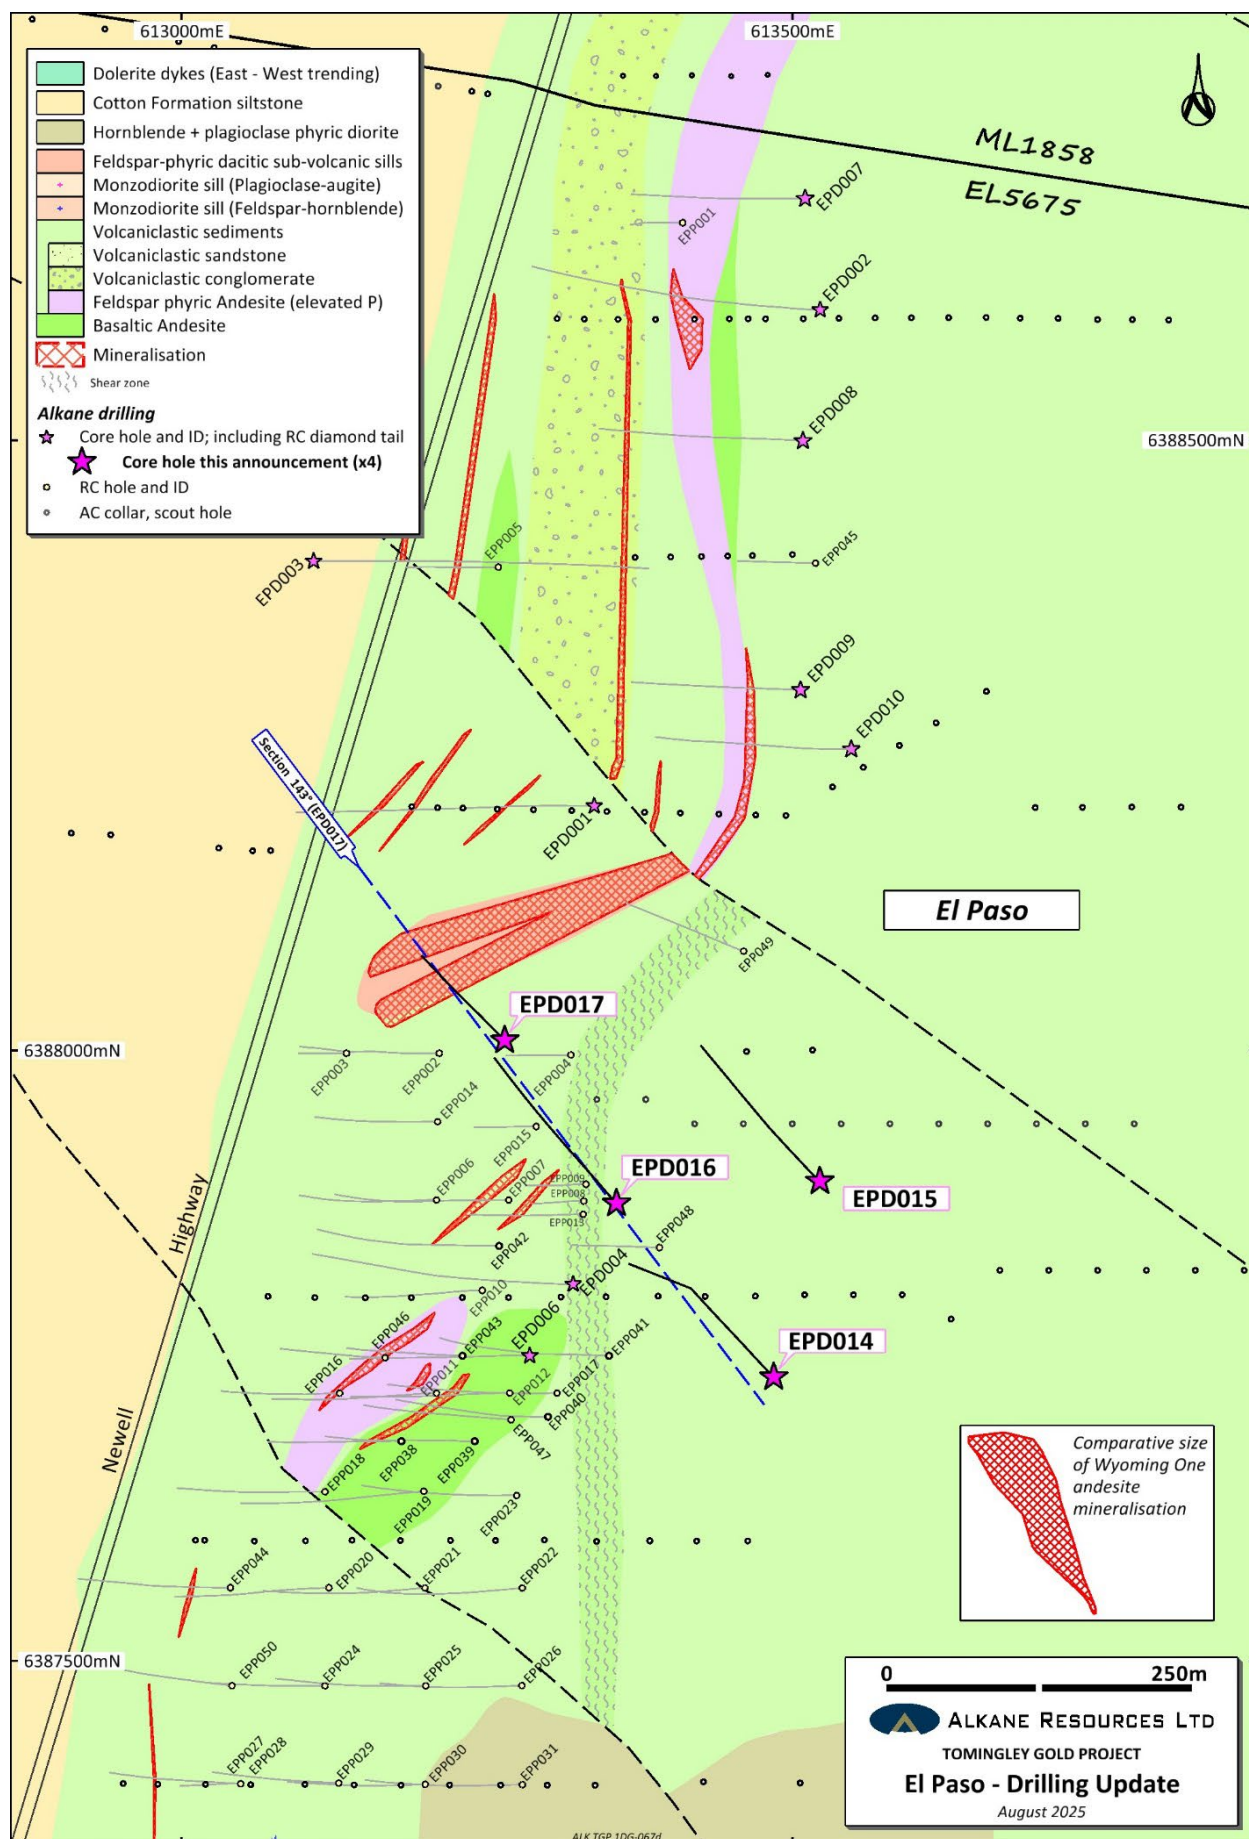 613000mE
613500mE
Dolerite dykes (East - West trending)
Cotton Formation siltstone
Hornblende + plagioclase phyric diorite
Feldspar-phyric dacitic sub-volcanic sills
Monzodiorite sill (Plagioclase-augite)
Monzodiorite sill (Feldspar-hornblende)
Volcaniclastic sediments
Volcaniclastic sandstone
Volcaniclastic conglomerate
Feldspar phyric Andesite (elevated P)
Basaltic Andesite
Mineralisation
Shear zone
Alkane drilling
Core hole and ID; including RC diamond tail
Core hole this announcement (x4)
RC hole and ID
AC collar, scout hole
ML1858
EL5675
EPD007
EPP001
EPD002
EPD008
6388500mN
EPP005
EPP045
EPD003
EPD009
EPD010
Section 143° (EPD017)
EPD001
El Paso
EPP049
EPD017
6388000mN
EPP003
EPP002
EPP004
EPP014
EPP015
EPD016
EPD015
EPP006
EPP007
EPP009
EPP008
EPP013
EPP042
EPP048
EPD004
EPP010
EPD014
EPP046
EPP043
EPD006
EPP041
EPP016
EPP011
EPP012
EPP017
EPP040
EPP047
EPP018
EPP038
EPP039
EPP019
EPP023
Newell
Highway
EPP044
EPP020
EPP021
EPP022
Comparative size
of Wyoming One
andesite
mineralisation
6387500mN
EPP050
EPP024
EPP025
EPP026
EPP027
EPP028
EPP029
EPP030
EPP031
0
250m
ALKANE RESOURCES LTD
TOMINGLEY GOLD PROJECT
El Paso - Drilling Update
August 2025